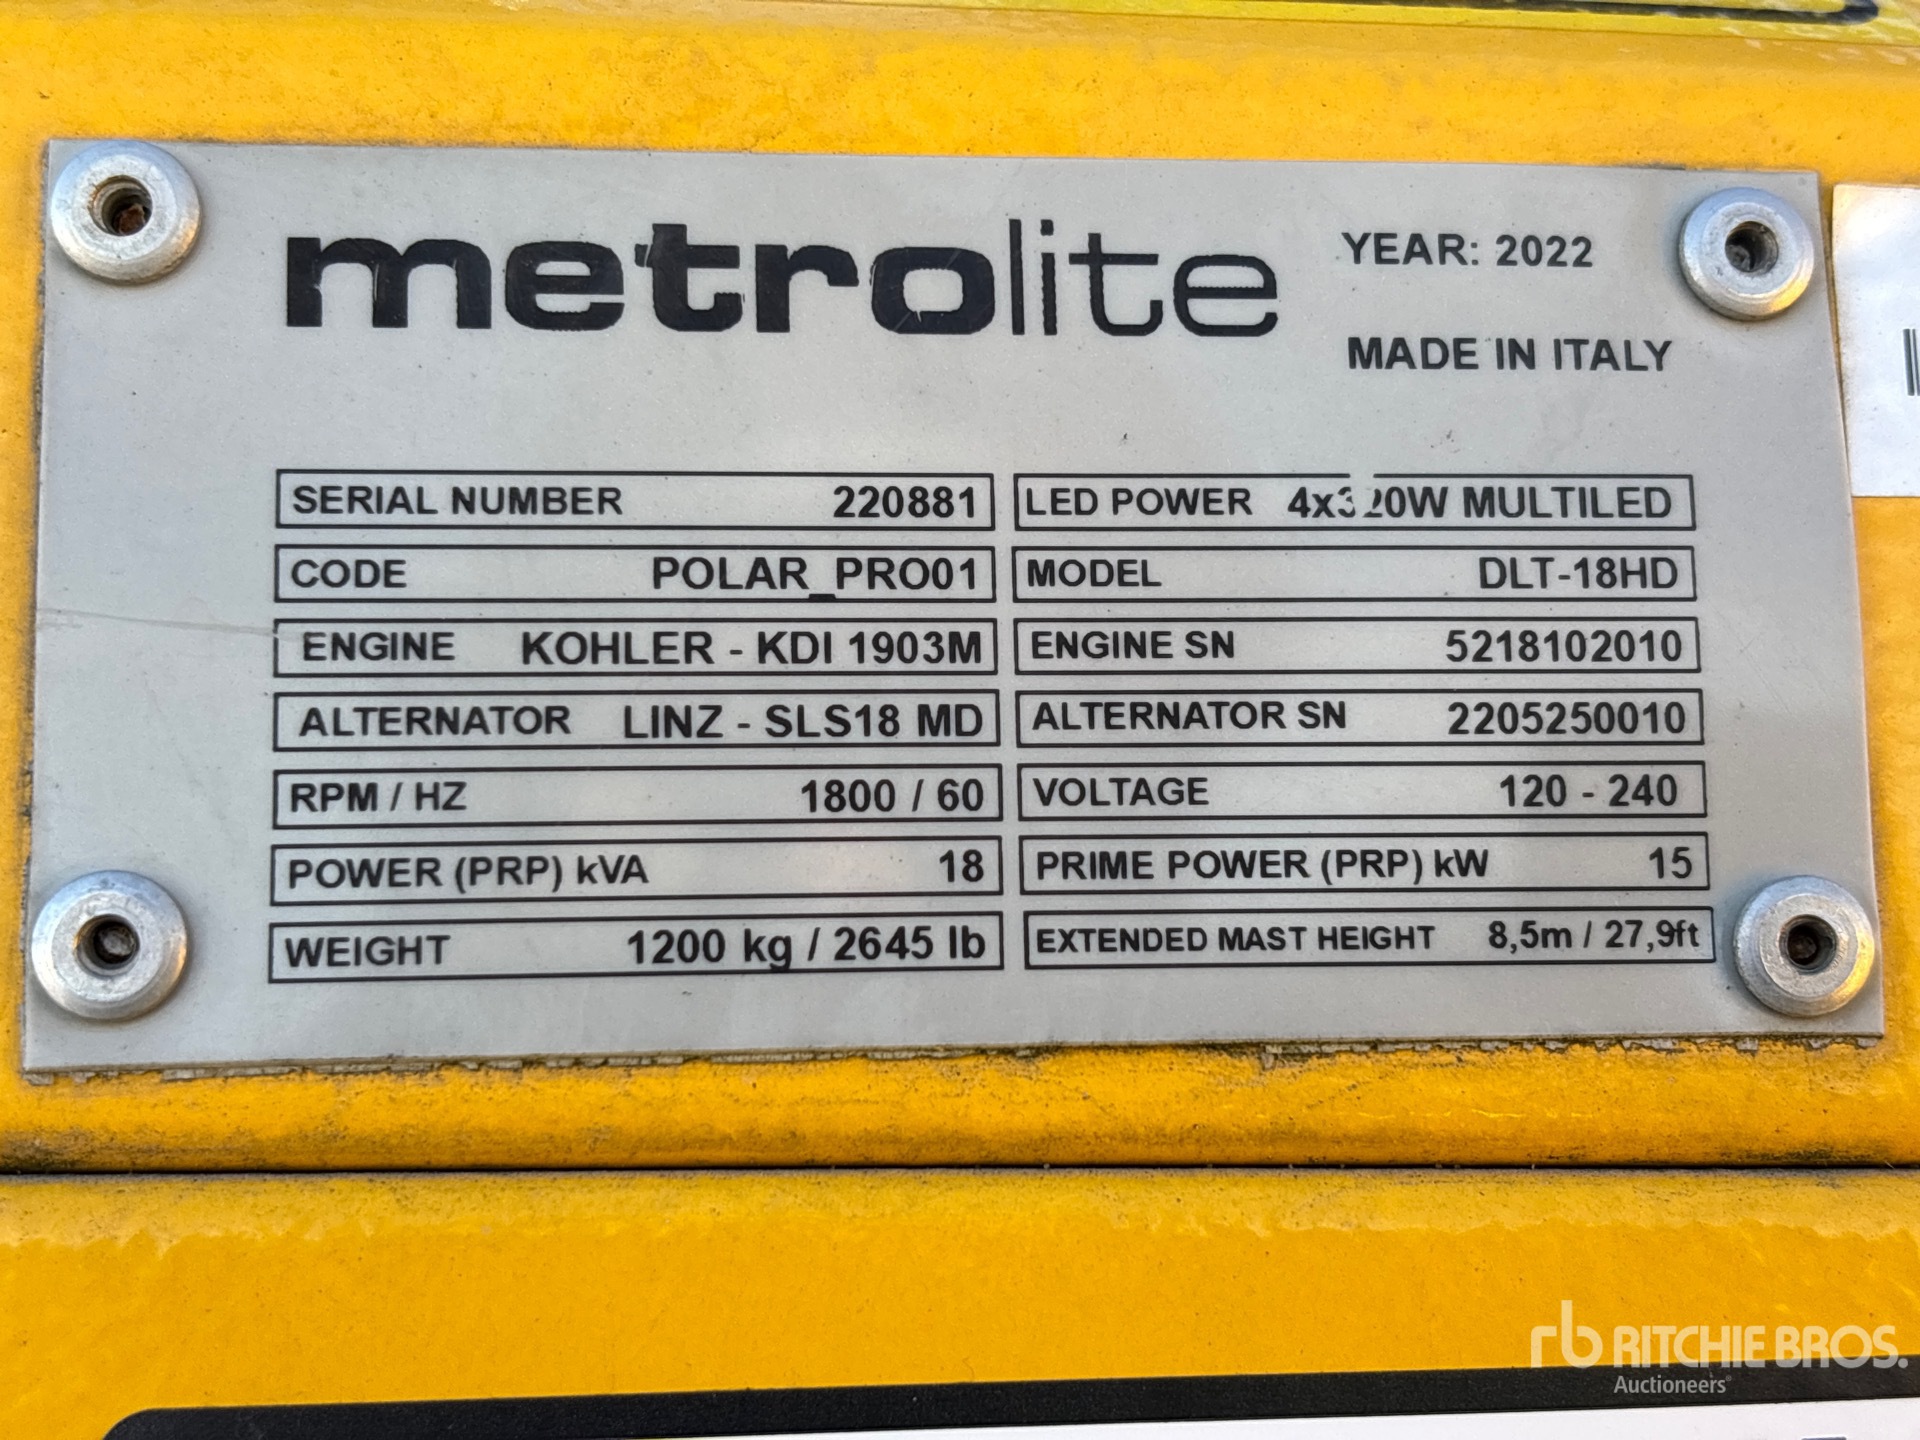 metrolite
YEAR: 2022
MADE IN ITALY
SERIAL NUMBER 220881
LED POWER 4x320W MULTILED
CODE POLAR_PRO01
MODEL DLT-18HD
ENGINE KOHLER - KDI 1903M
ENGINE SN 5218102010
ALTERNATOR LINZ - SLS18 MD
ALTERNATOR SN 2205250010
RPM / HZ 1800 / 60
VOLTAGE 120 - 240
POWER (PRP) kVA 18
PRIME POWER (PRP) kW 15
WEIGHT 1200 kg / 2645 lb
EXTENDED MAST HEIGHT 8,5m / 27,9ft
rb RITCHIE BROS.
Auctioneers